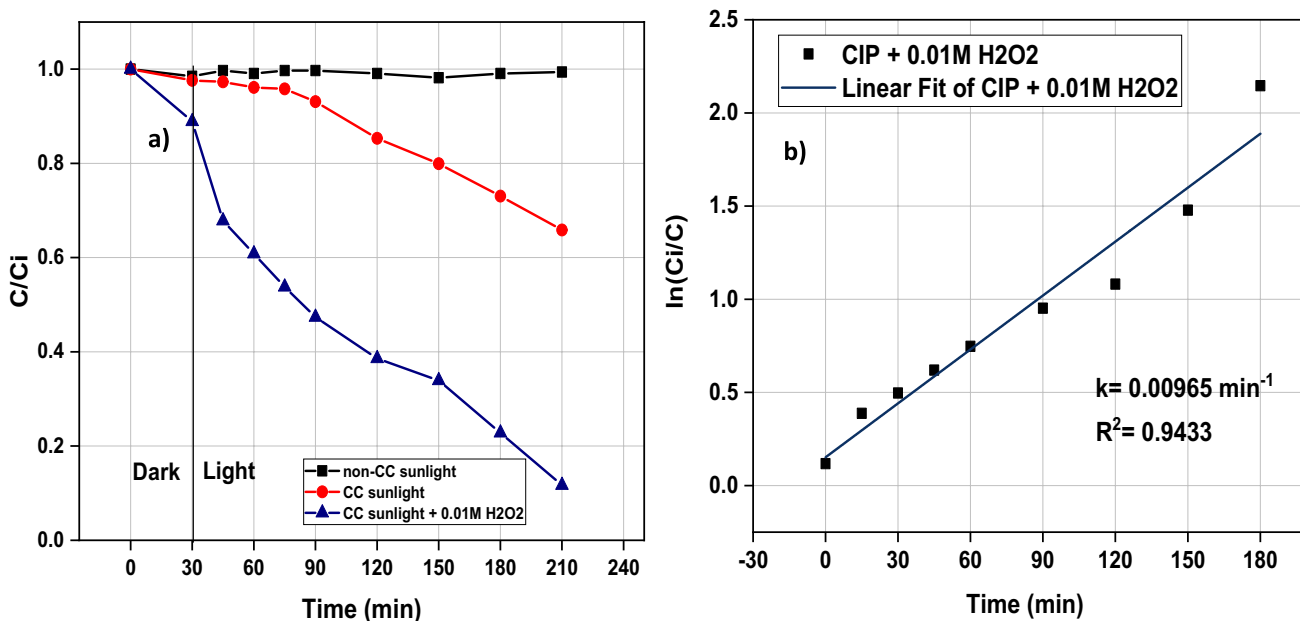 a)
C/Ci
1.0
0.8
0.6
0.4
0.2
0.0
Dark
Light
non-CC sunlight
CC sunlight
CC sunlight + 0.01M H2O2
0 30 60 90 120 150 180 210 240
Time (min)
b)
ln(Ci/C)
2.5
2.0
1.5
1.0
0.5
0.0
CIP + 0.01M H2O2
Linear Fit of CIP + 0.01M H2O2
k= 0.00965 min-1
R2= 0.9433
-30 0 30 60 90 120 150 180
Time (min)